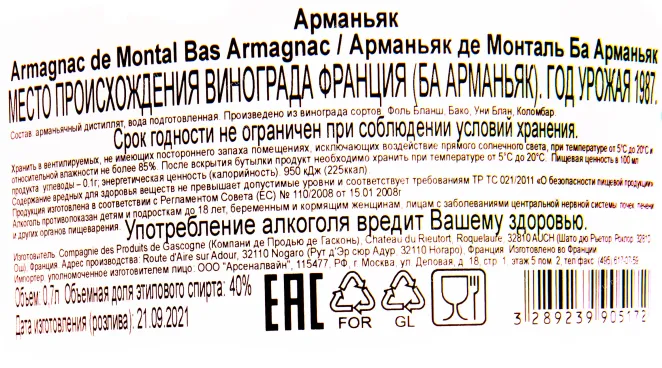 Арманьяк
Armagnac de Montal Bas Armagnac / Арманьяк де Монталь Ба Арманьяк
МЕСТО ПРОИСХОЖДЕНИЯ ВИНОГРАДА ФРАНЦИЯ (БА АРМАНЬЯК). ГОД УРОЖАЯ 1987.
Состав: арманьячный дистиллят, вода подготовленная. Произведено из винограда сортов: Фоль Бланш, Бако, Уни Блан, Коломбар.
Срок годности не ограничен при соблюдении условий хранения.
Хранить в вентилируемых, не имеющих постороннего запаха помещениях, исключающих воздействие прямого солнечного света, при температуре от 5°С до 20°С и
относительной влажности не более 85%. После вскрытия бутылки продукт необходимо хранить при температуре от 5°С до 20°С. Пищевая ценность в 100 мл
продукта: углеводы – 0,1г; энергетическая ценность (калорийность): 950 кДж (225ккал)
Содержание вредных для здоровья веществ не превышает допустимые уровни и соответствует требованиям ТР ТС 021/2011 «О безопасности пищевой продукции»
Продукция изготовлена в соответствии с Регламентом Совета (ЕС) № 110/2008 от 15 01 2008г
Алкоголь противопоказан детям и подросткам до 18 лет, беременным и кормящим женщинам, лицам с заболеваниями центральной нервной системы, почек, печени
и других органов пищеварения. Употребление алкоголя вредит Вашему здоровью.
Изготовитель: Compagnie des Produits de Gascogne (Компани де Продью де Гасконь), Chateau du Rieutort, Roquelaure, 32810 AUCH (Шато дю Рьетор, Роклор, 32810
Ош), Франция. Адрес производства: Route d'Aire sur Adour, 32110 Nogaro (Рут д'Эр сюр Адур, 32110 Ногаро), Франция. Изготовлено во Франции
Импортер, уполномоченное изготовителем лицо: ООО "Арсеналвайн", 115477, РФ, г. Москва, ул. Деловая, д. 18, стр. 1, этаж 5 пом. 2, тел/факс: (495)
Объем: 0,7л Объемная доля этилового спирта: 40%
Дата изготовления (розлива): 21.09.2021
EAC
FOR GL
3 289239 905172